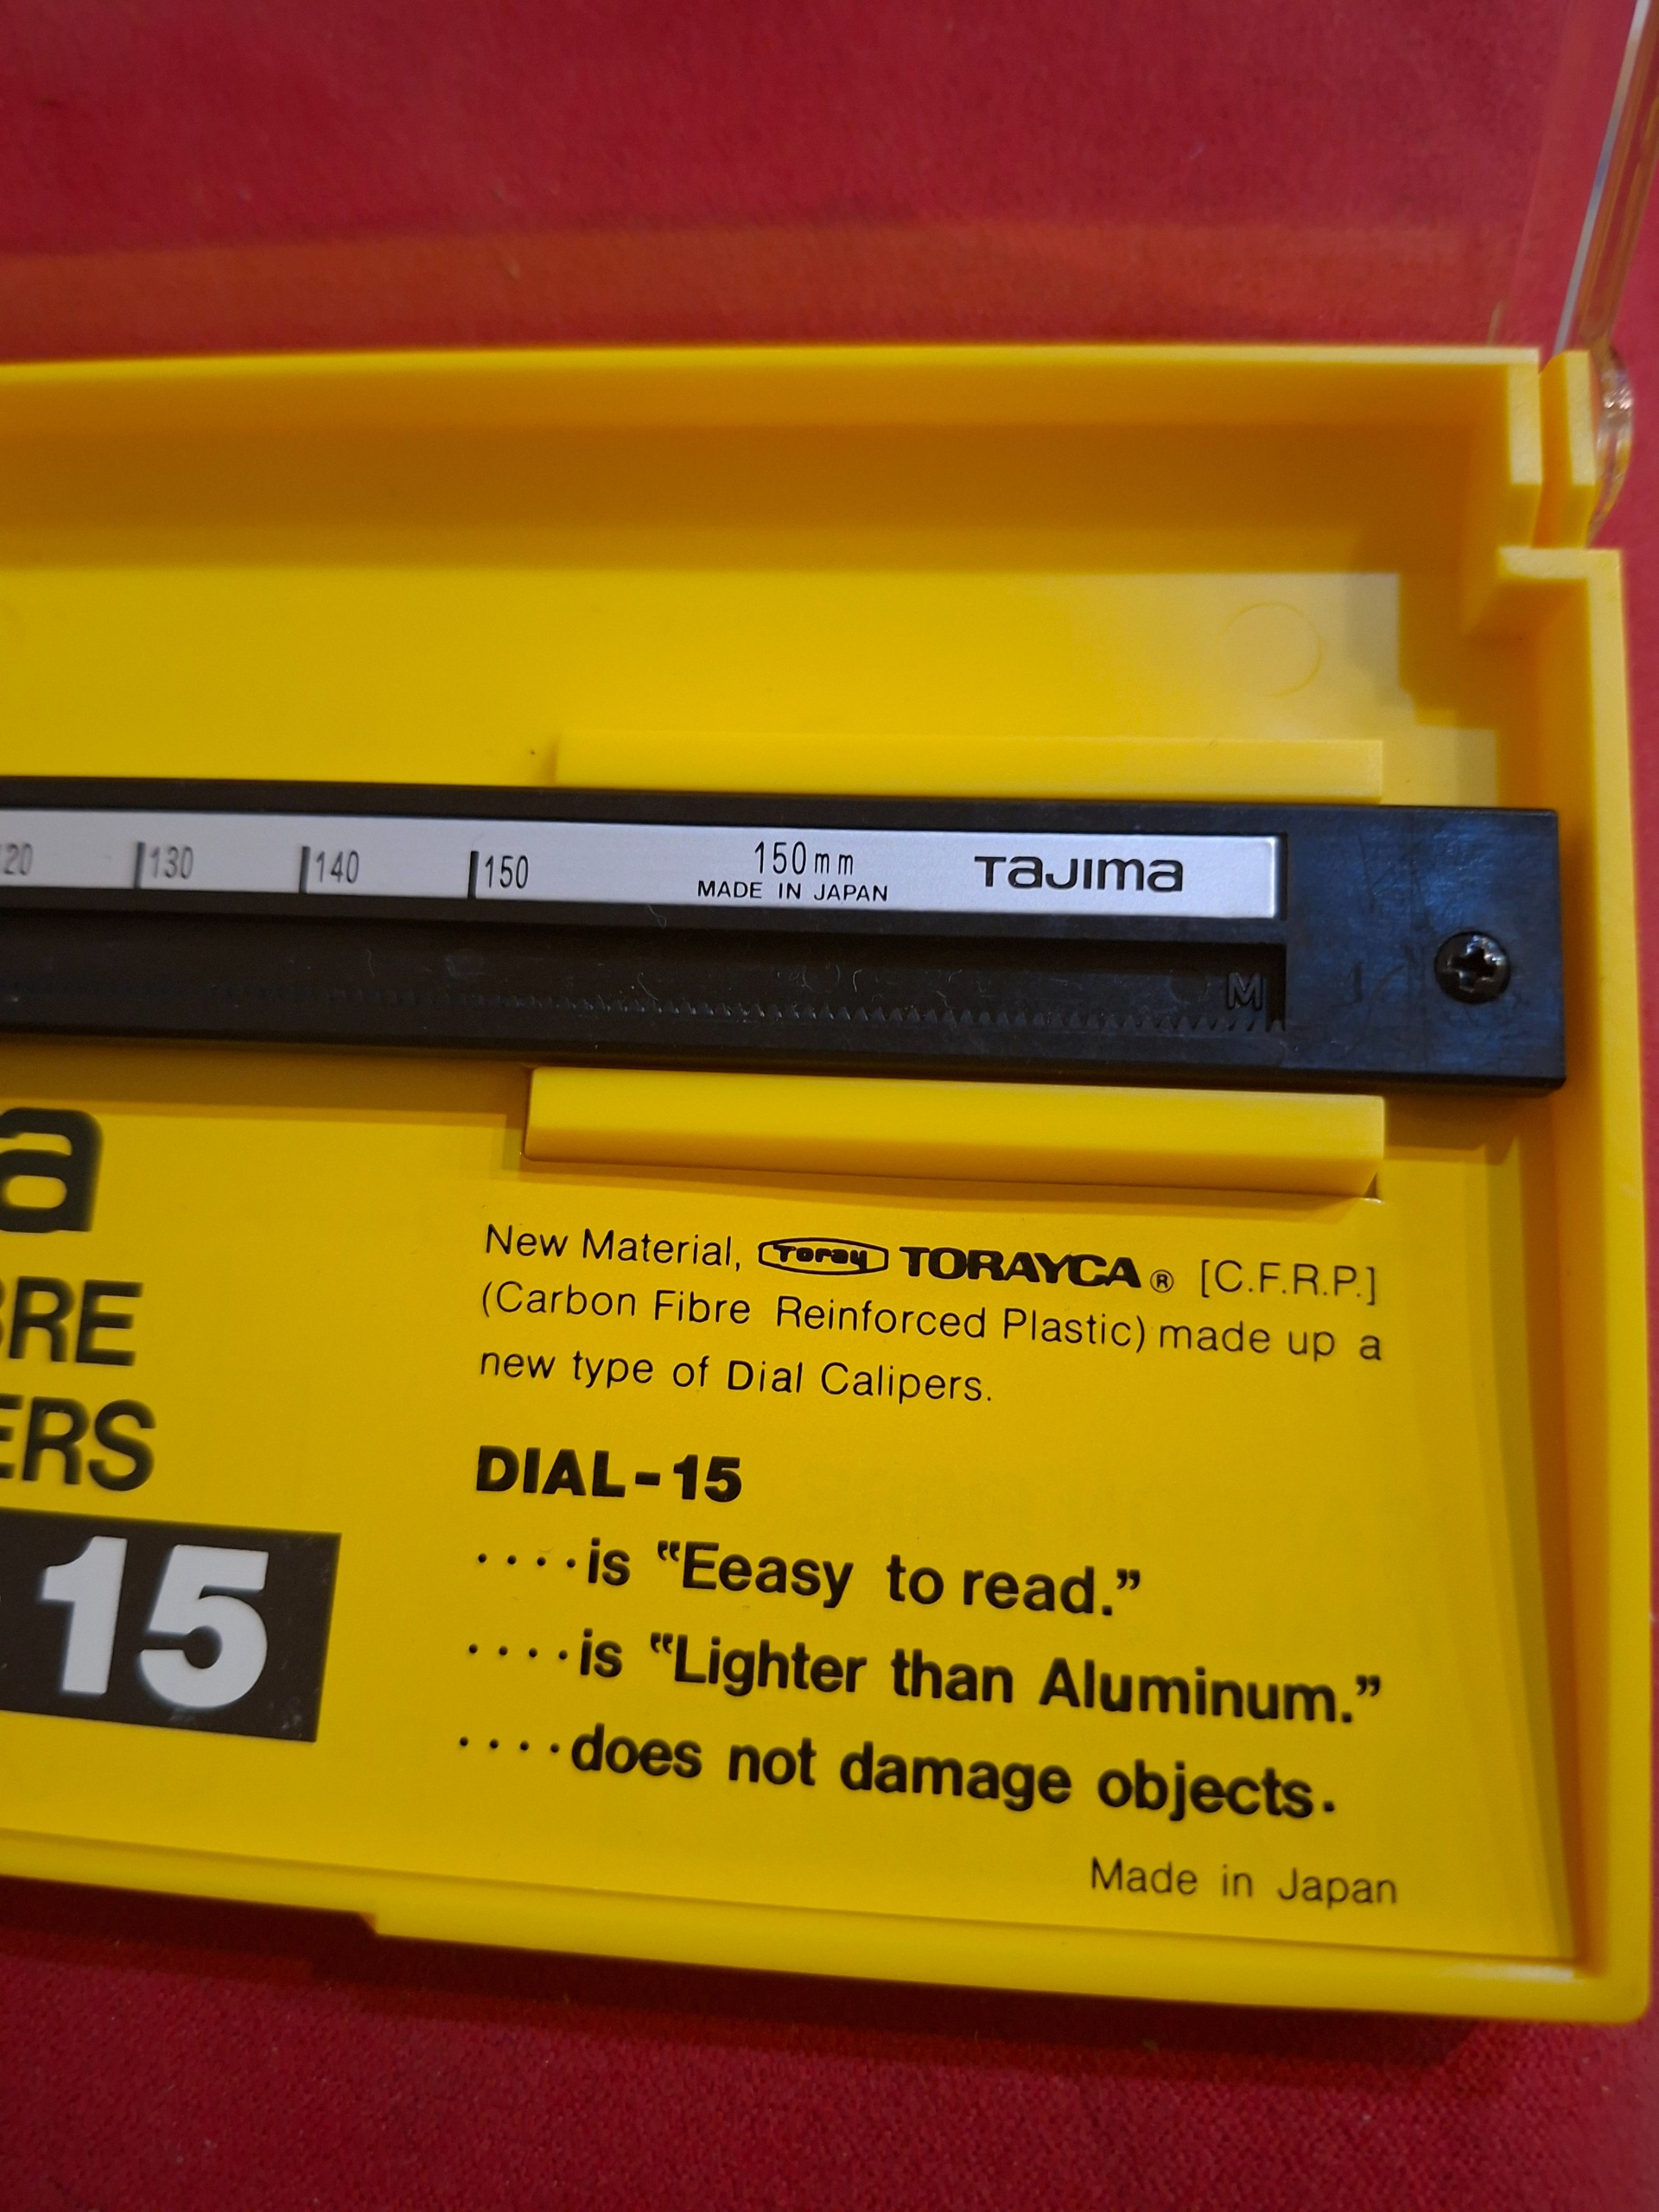 20 130 140 150 150mm TAJIMA
MADE IN JAPAN
M
a
BRE
ERS
15
New Material, Toray TORAYCA® [C.F.R.P.]
(Carbon Fibre Reinforced Plastic) made up a
new type of Dial Calipers.
DIAL-15
····is “Eeasy to read.”
····is “Lighter than Aluminum.”
····does not damage objects.
Made in Japan